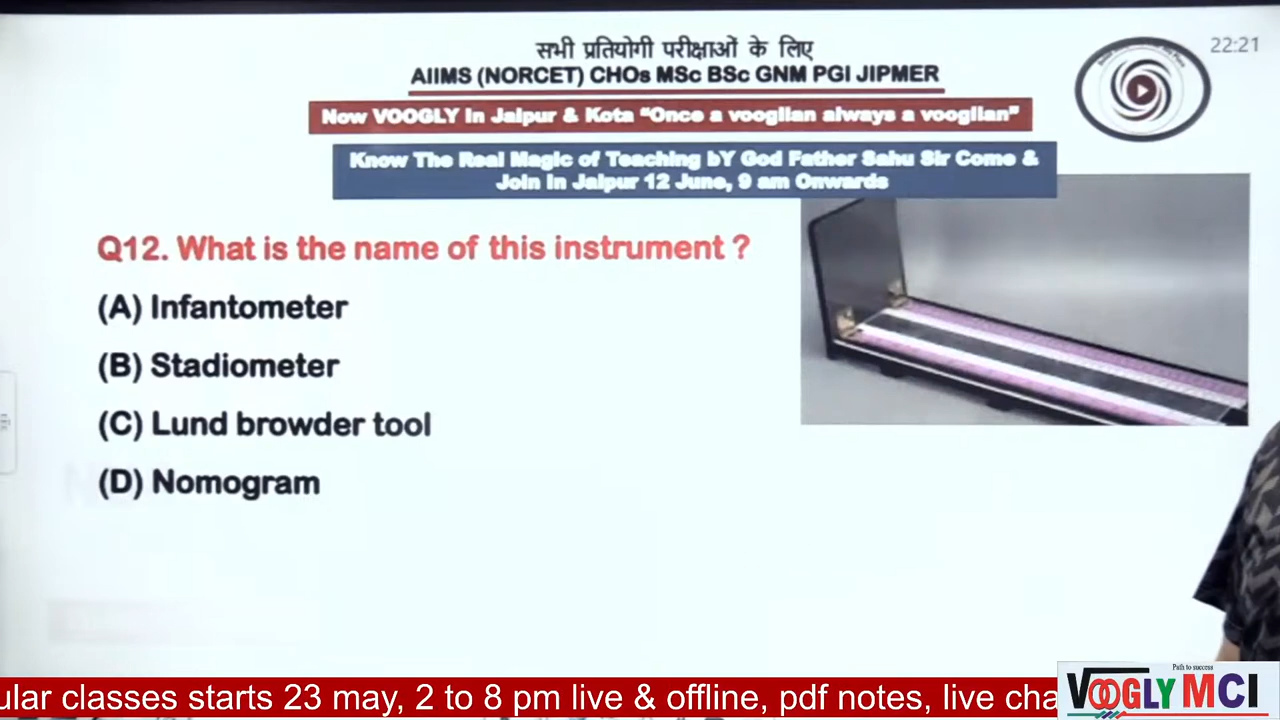 सभी प्रतियोगी परीक्षाओं के लिए
22:21
AIIMS (NORCET) CHOs MSc BSc GNM PGI JIPMER
Now VOOGLY In Jaipur & Kota “Once a vooglian always a vooglian”
Know The Real Magic of Teaching bY God Father Sahu Sir Come &
Join In Jaipur 12 June, 9 am Onwards
Q12. What is the name of this instrument ?
(A) Infantometer
(B) Stadiometer
(C) Lund browder tool
(D) Nomogram
Path to success
VOOGLY MCI
ular classes starts 23 may, 2 to 8 pm live & offline, pdf notes, live cha